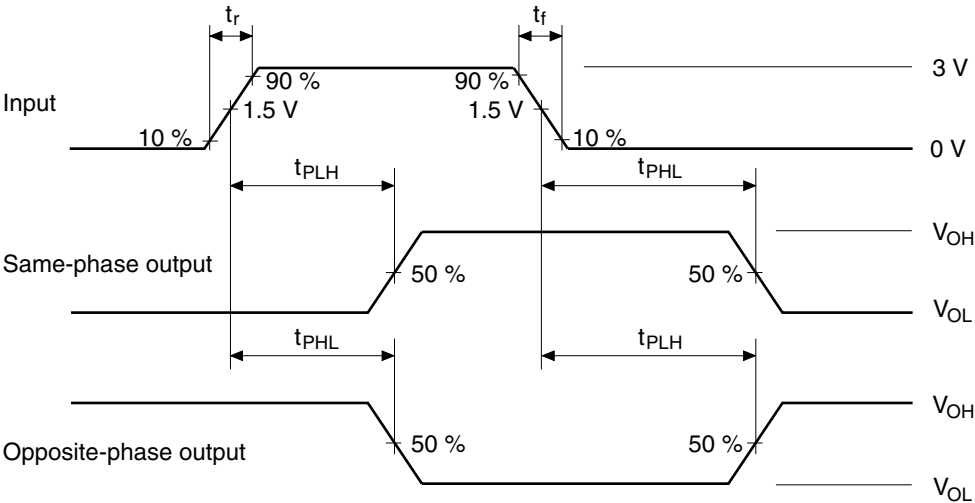 tr
tf
90 %
90 %
3 V
Input
1.5 V
1.5 V
10 %
10 %
0 V
tPLH
tPHL
VOH
Same-phase output
50 %
50 %
VOL
tPHL
tPLH
VOH
Opposite-phase output
50 %
50 %
VOL